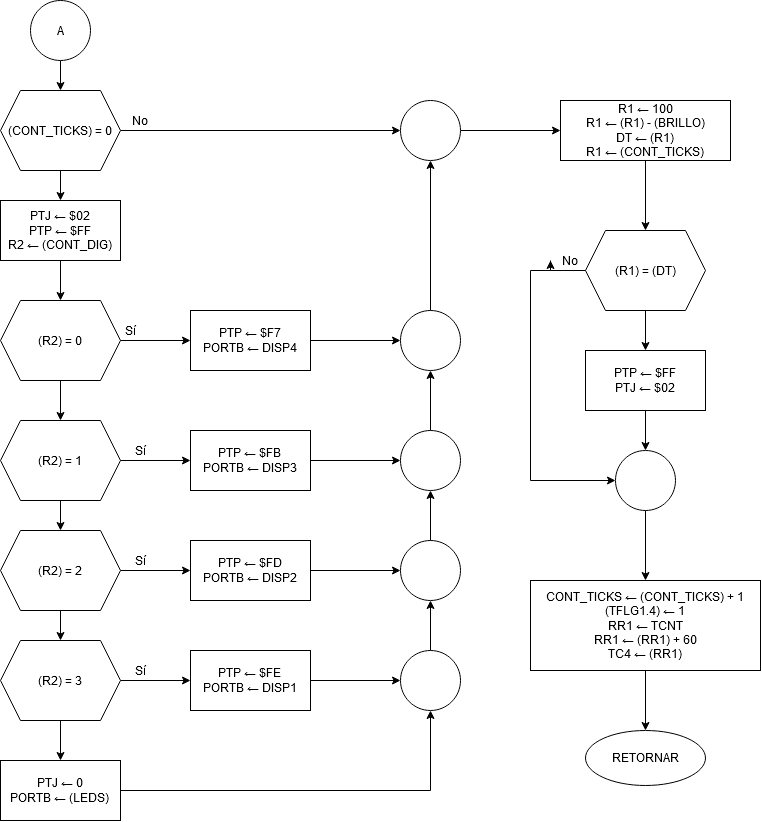 A
(CONT_TICKS) = 0
No
PTJ ← $02
PTP ← $FF
R2 ← (CONT_DIG)
(R2) = 0
Sí
PTP ← $F7
PORTB ← DISP4
(R2) = 1
Sí
PTP ← $FB
PORTB ← DISP3
(R2) = 2
Sí
PTP ← $FD
PORTB ← DISP2
(R2) = 3
Sí
PTP ← $FE
PORTB ← DISP1
PTJ ← 0
PORTB ← (LEDS)
R1 ← 100
R1 ← (R1) - (BRILLO)
DT ← (R1)
R1 ← (CONT_TICKS)
No
(R1) = (DT)
PTP ← $FF
PTJ ← $02
CONT_TICKS ← (CONT_TICKS) + 1
(TFLG1.4) ← 1
RR1 ← TCNT
RR1 ← (RR1) + 60
TC4 ← (RR1)
RETORNAR